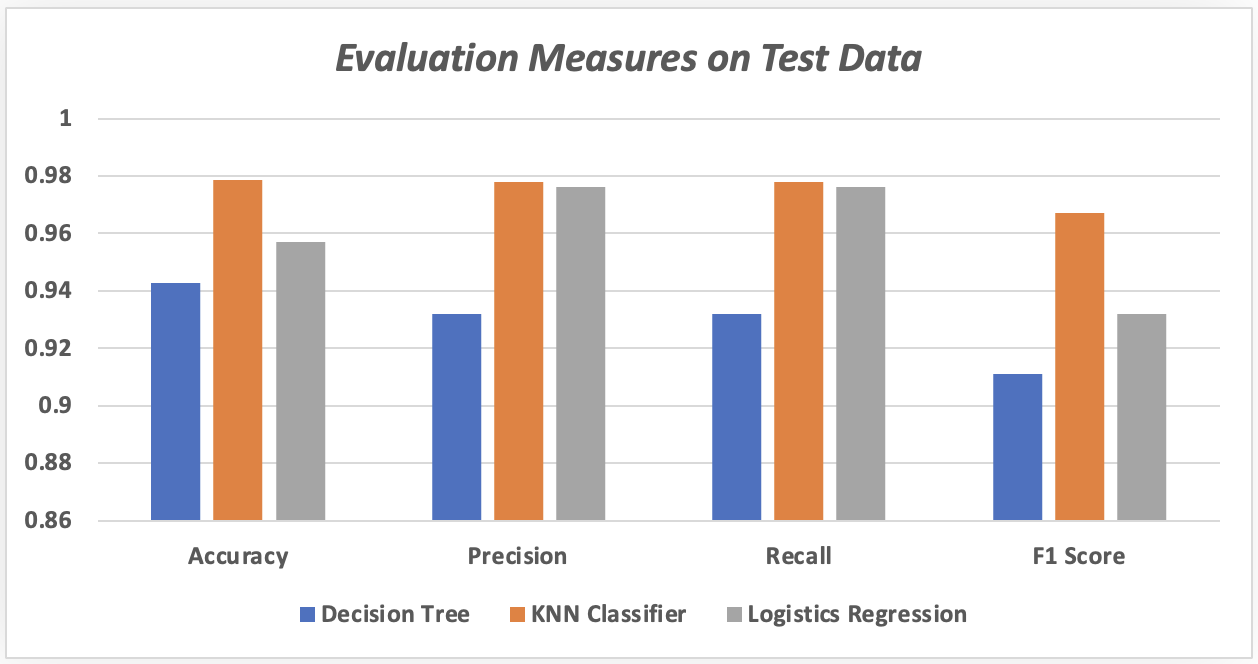 Evaluation Measures on Test Data
1
0.98
0.96
0.94
0.92
0.9
0.88
0.86
Accuracy Precision Recall F1 Score
Decision Tree KNN Classifier Logistics Regression